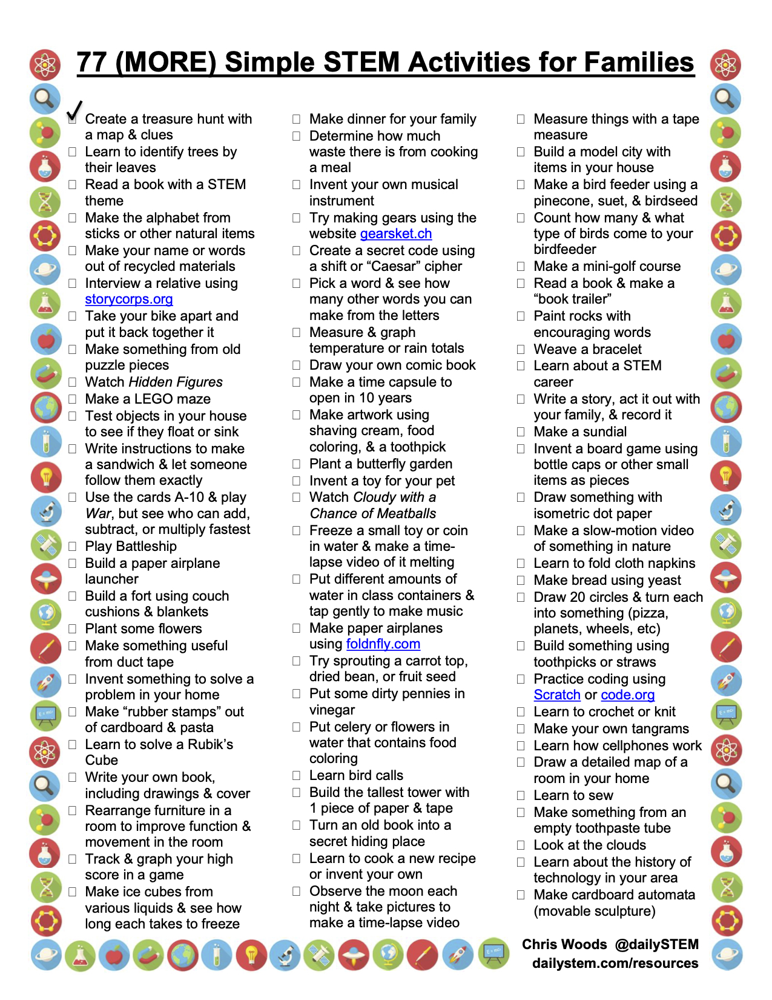 77 (MORE) Simple STEM Activities for Families
Create a treasure hunt with
a map & clues
Learn to identify trees by
their leaves
Read a book with a STEM
theme
Make the alphabet from
sticks or other natural items
Make your name or words
out of recycled materials
Interview a relative using
storycorps.org
Take your bike apart and
put it back together it
Make something from old
puzzle pieces
Watch Hidden Figures
Make a LEGO maze
Test objects in your house
to see if they float or sink
Write instructions to make
a sandwich & let someone
follow them exactly
Use the cards A-10 & play
War, but see who can add,
subtract, or multiply fastest
Play Battleship
Build a paper airplane
launcher
Build a fort using couch
cushions & blankets
Plant some flowers
Make something useful
from duct tape
Invent something to solve a
problem in your home
Make “rubber stamps” out
of cardboard & pasta
Learn to solve a Rubik’s
Cube
Write your own book,
including drawings & cover
Rearrange furniture in a
room to improve function &
movement in the room
Track & graph your high
score in a game
Make ice cubes from
various liquids & see how
long each takes to freeze
Make dinner for your family
Determine how much
waste there is from cooking
a meal
Invent your own musical
instrument
Try making gears using the
website gearsket.ch
Create a secret code using
a shift or “Caesar” cipher
Pick a word & see how
many other words you can
make from the letters
Measure & graph
temperature or rain totals
Draw your own comic book
Make a time capsule to
open in 10 years
Make artwork using
shaving cream, food
coloring, & a toothpick
Plant a butterfly garden
Invent a toy for your pet
Watch Cloudy with a
Chance of Meatballs
Freeze a small toy or coin
in water & make a time-
lapse video of it melting
Put different amounts of
water in class containers &
tap gently to make music
Make paper airplanes
using foldnfly.com
Try sprouting a carrot top,
dried bean, or fruit seed
Put some dirty pennies in
vinegar
Put celery or flowers in
water that contains food
coloring
Learn bird calls
Build the tallest tower with
1 piece of paper & tape
Turn an old book into a
secret hiding place
Learn to cook a new recipe
or invent your own
Observe the moon each
night & take pictures to
make a time-lapse video
Measure things with a tape
measure
Build a model city with
items in your house
Make a bird feeder using a
pinecone, suet, & birdseed
Count how many & what
type of birds come to your
birdfeeder
Make a mini-golf course
Read a book & make a
“book trailer”
Paint rocks with
encouraging words
Weave a bracelet
Learn about a STEM
career
Write a story, act it out with
your family, & record it
Make a sundial
Invent a board game using
bottle caps or other small
items as pieces
Draw something with
isometric dot paper
Make a slow-motion video
of something in nature
Learn to fold cloth napkins
Make bread using yeast
Draw 20 circles & turn each
into something (pizza,
planets, wheels, etc)
Build something using
toothpicks or straws
Practice coding using
Scratch or code.org
Learn to crochet or knit
Make your own tangrams
Learn how cellphones work
Draw a detailed map of a
room in your home
Learn to sew
Make something from an
empty toothpaste tube
Look at the clouds
Learn about the history of
technology in your area
Make cardboard automata
(movable sculpture)
Chris Woods @dailySTEM
dailystem.com/resources